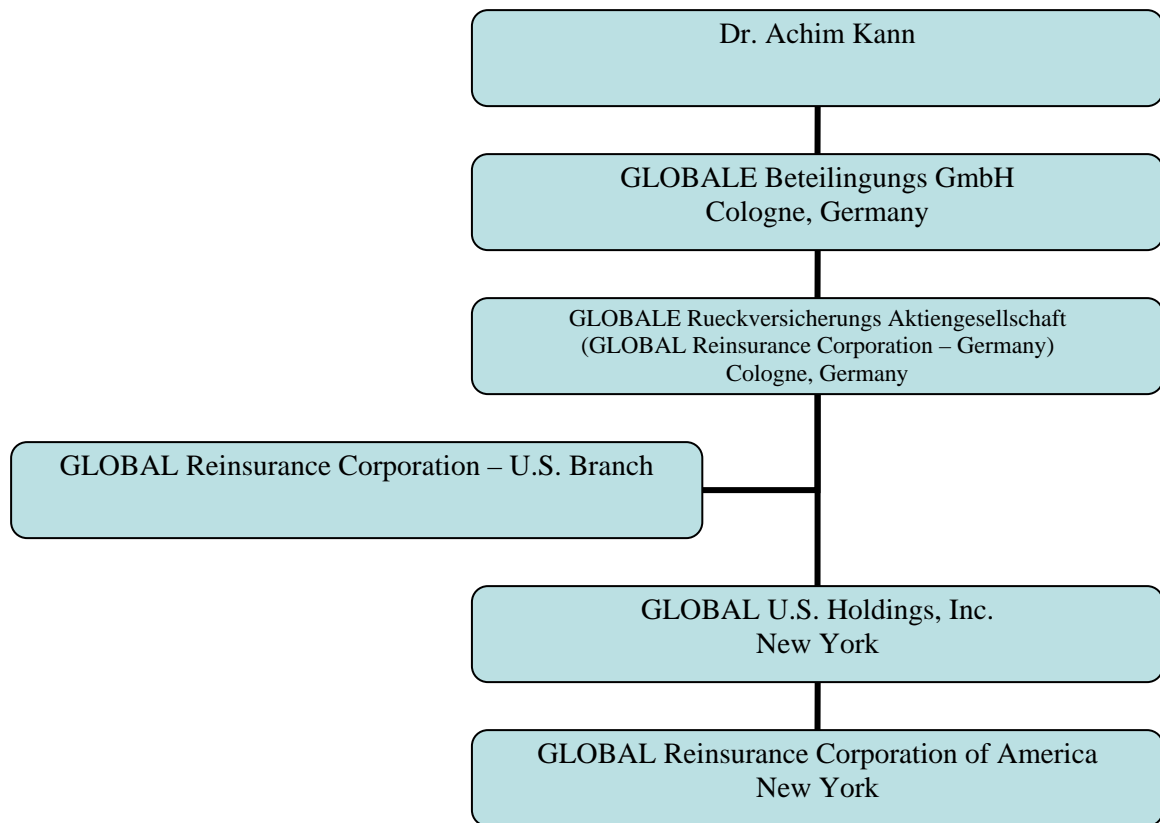 Dr. Achim Kann
GLOBALE Beteilingungs GmbH
Cologne, Germany
GLOBALE Rueckversicherungs Aktiengesellschaft
(GLOBAL Reinsurance Corporation – Germany)
Cologne, Germany
GLOBAL Reinsurance Corporation – U.S. Branch
GLOBAL U.S. Holdings, Inc.
New York
GLOBAL Reinsurance Corporation of America
New York